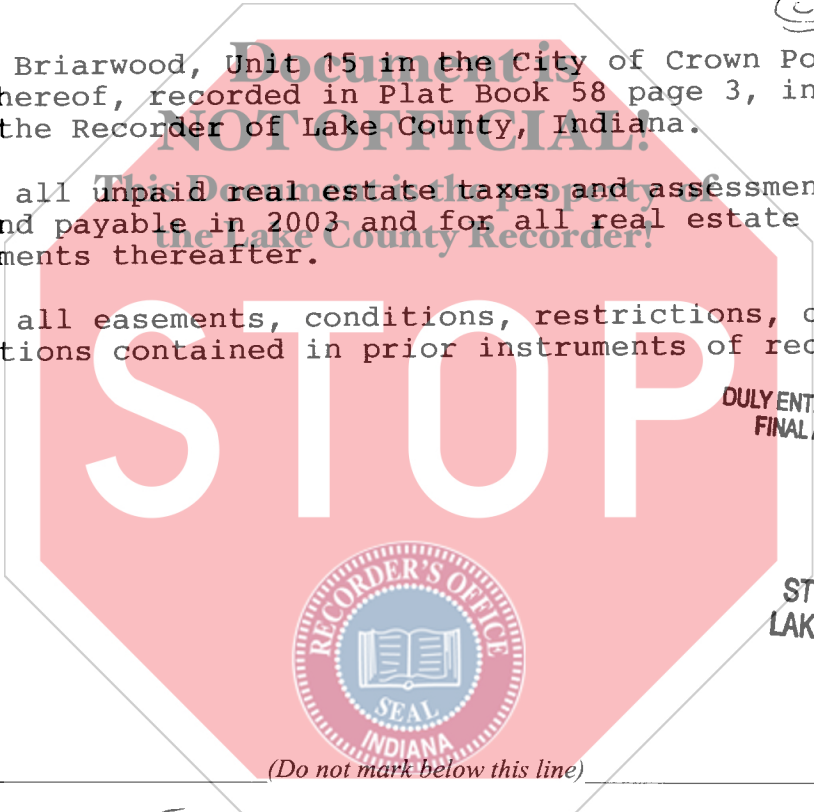 Document is
Briarwood, Unit 15 in the City of Crown Po
hereof, recorded in Plat Book 58 page 3, in
NOT OFFICIAL!
the Recorder of Lake County, Indiana.
This Document is the property of
all unpaid real estate taxes and assessmen
nd payable in 2003 and for all real estate
the Lake County Recorder!
ments thereafter.
all easements, conditions, restrictions, c
tions contained in prior instruments of rec
DULY ENT
FINAL
STOP
ST
LAK
RECORDER'S OFFICE
SEAL
INDIANA
(Do not mark below this line)